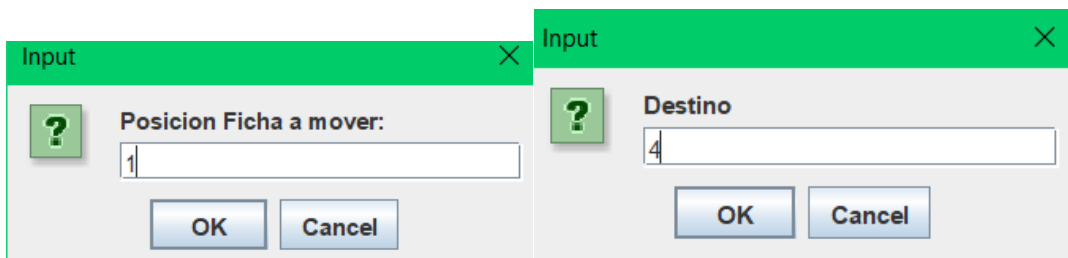 Input
Posicion Ficha a mover:
1
OK Cancel
Input
Destino
4
OK Cancel